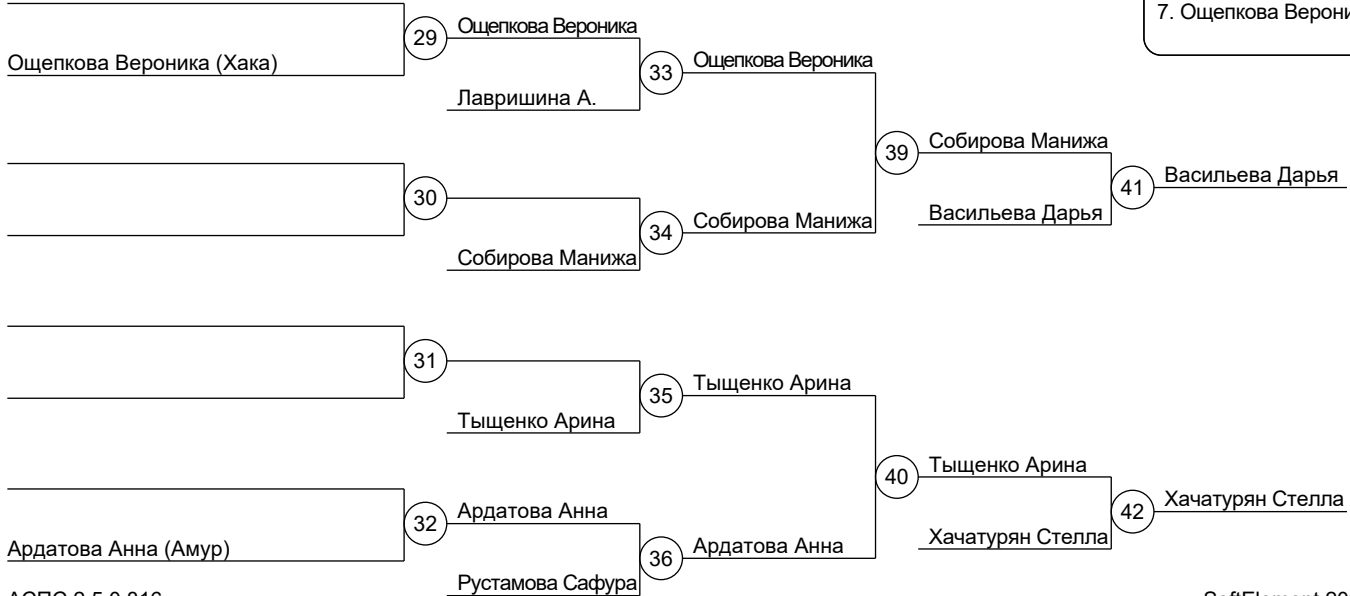 7. Ощепкова
29
Ощепкова Вероника
Ощепкова Вероника (Хака)
33
Ощепкова Вероника
Лавришина А.
39
Собирова Манижа
41
Васильева Дарья
30
34
Собирова Манижа
Васильева Дарья
Собирова Манижа
31
35
Тыщенко Арина
Тыщенко Арина
40
Тыщенко Арина
42
Хачатурян Стелла
32
Ардатова Анна
Хачатурян Стелла
Ардатова Анна (Амур)
36
Ардатова Анна
Рустамова Сафура